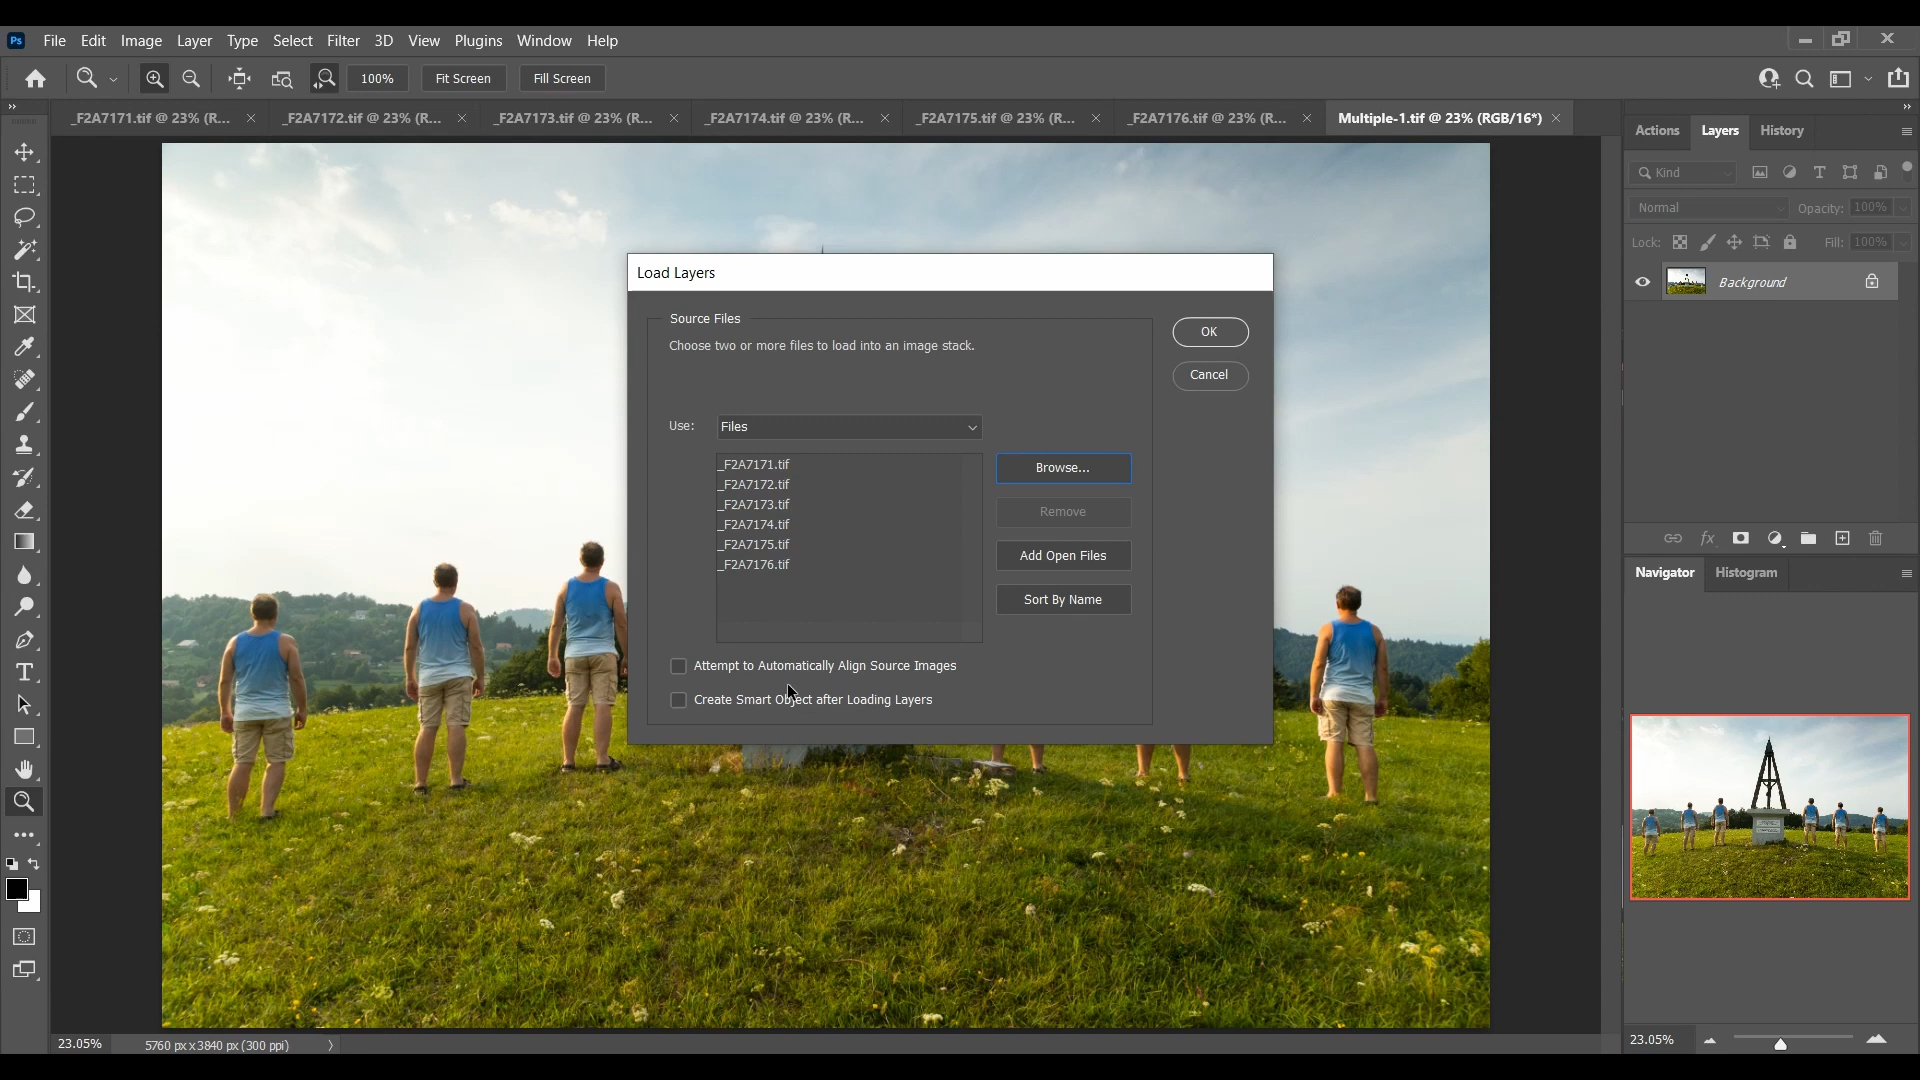 Ps File Edit Image Layer Type Select Filter 3D View Plugins Window Help
100% Fit Screen Fill Screen
_F2A7171.tif @ 23% (R... _F2A7172.tif @ 23% (R... _F2A7173.tif @ 23% (R... _F2A7174.tif @ 23% (R... _F2A7175.tif @ 23% (R... _F2A7176.tif @ 23% (R... Multiple-1.tif @ 23% (RGB/16*)
Actions Layers History
Kind
Normal Opacity: 100%
Lock: Fill: 100%
Background
Load Layers
Source Files
Choose two or more files to load into an image stack.
OK
Cancel
Use: Files
_F2A7171.tif
_F2A7172.tif
_F2A7173.tif
_F2A7174.tif
_F2A7175.tif
_F2A7176.tif
Browse...
Remove
Add Open Files
Sort By Name
Attempt to Automatically Align Source Images
Create Smart Object after Loading Layers
fx
Navigator Histogram
23.05% 5760 px x 3840 px (300 ppi)
23.05%